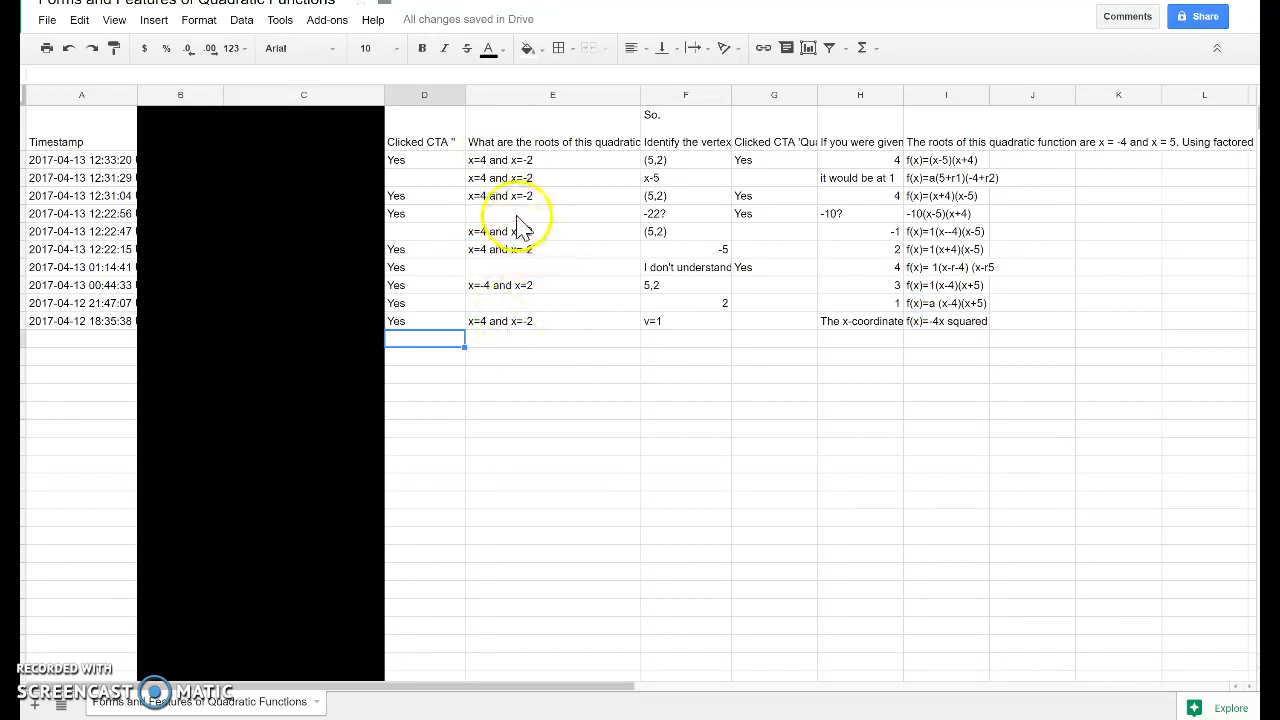 Forms and Features of Quadratic Functions
File Edit View Insert Format Data Tools Add-ons Help All changes saved in Drive
Comments Share
$ % .0 .00 123 Arial 10 B I S A
A B C D E F G H I J K L
So.
Timestamp Clicked CTA " What are the roots of this quadratic Identify the vertex Clicked CTA 'Qu If you were given The roots of this quadratic function are x = -4 and x = 5. Using factored
2017-04-13 12:33:20 Yes x=4 and x=-2 (5,2) Yes 4 f(x)=(x-5)(x+4)
2017-04-13 12:31:29 x=4 and x=-2 x-5 it would be at 1 f(x)=a(5+r1)(-4+r2)
2017-04-13 12:31:04 Yes x=4 and x=-2 (5,2) Yes 4 f(x)=(x+4)(x-5)
2017-04-13 12:22:56 Yes -22? Yes -10? -10(x-5)(x+4)
2017-04-13 12:22:47 x=4 and (5,2) -1 f(x)=1(x--4)(x-5)
2017-04-13 12:22:15 Yes x=4 and x=-2 -5 2 f(x)=1(x+4)(x-5)
2017-04-13 01:14:41 Yes I don't understand Yes 4 f(x)= 1(x-r-4) (x-r5
2017-04-13 00:44:33 Yes x=-4 and x=2 5,2 3 f(x)=1(x-4)(x+5)
2017-04-12 21:47:07 Yes 2 1 f(x)=a (x-4)(x+5)
2017-04-12 18:35:38 Yes x=4 and x=-2 v=1 The x-coordinate f(x)=-4x squared
RECORDED WITH
SCREENCAST MATIC
Forms and Features of Quadratic Functions
Explore